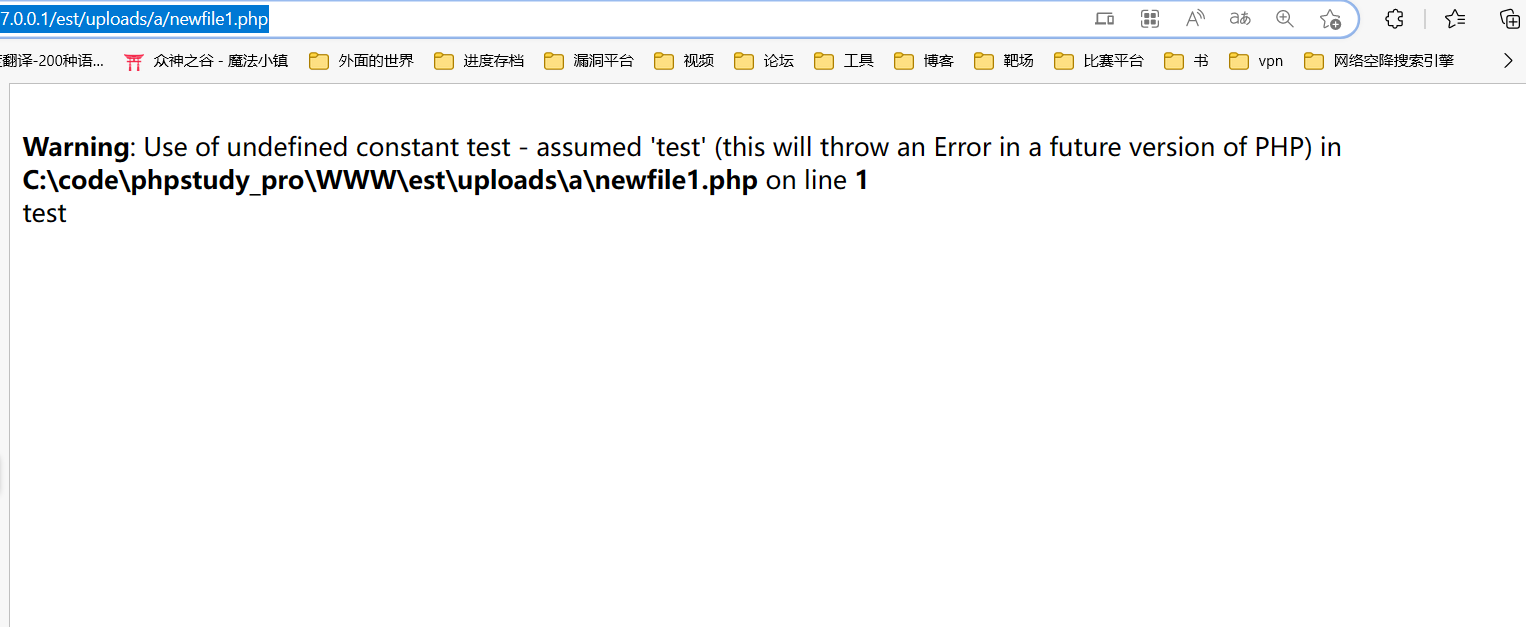 7.0.0.1/est/uploads/a/newfile1.php
翻译-200种语... 众神之谷 - 魔法小镇 外面的世界 进度存档 漏洞平台 视频 论坛 工具 博客 靶场 比赛平台 书 vpn 网络空降搜索引擎
Warning: Use of undefined constant test - assumed 'test' (this will throw an Error in a future version of PHP) in
C:\code\phpstudy_pro\WWW\est\uploads\a\newfile1.php on line 1
test